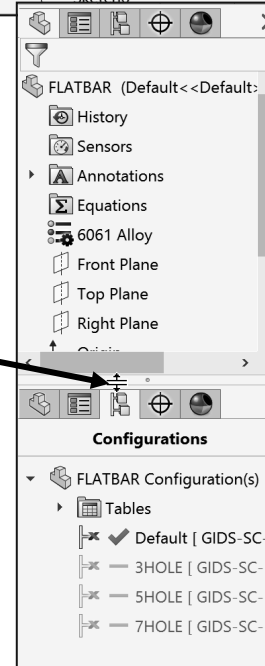 FLATBAR (Default<<Default>
History
Sensors
Annotations
Equations
6061 Alloy
Front Plane
Top Plane
Right Plane
Origin
Configurations
FLATBAR Configuration(s)
Tables
Default [ GIDS-SC-
3HOLE [ GIDS-SC-
5HOLE [ GIDS-SC-
7HOLE [ GIDS-SC-